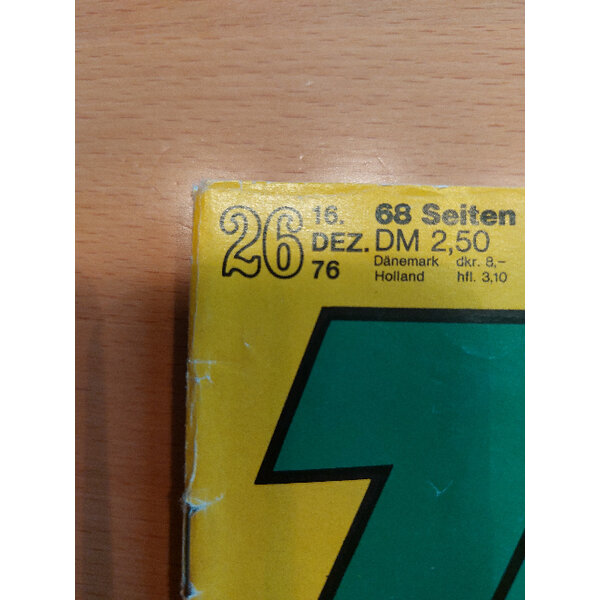 26
16.
DEZ.
76
68 Seiten
DM 2,50
Dänemark dkr. 8,-
Holland hfl. 3,10